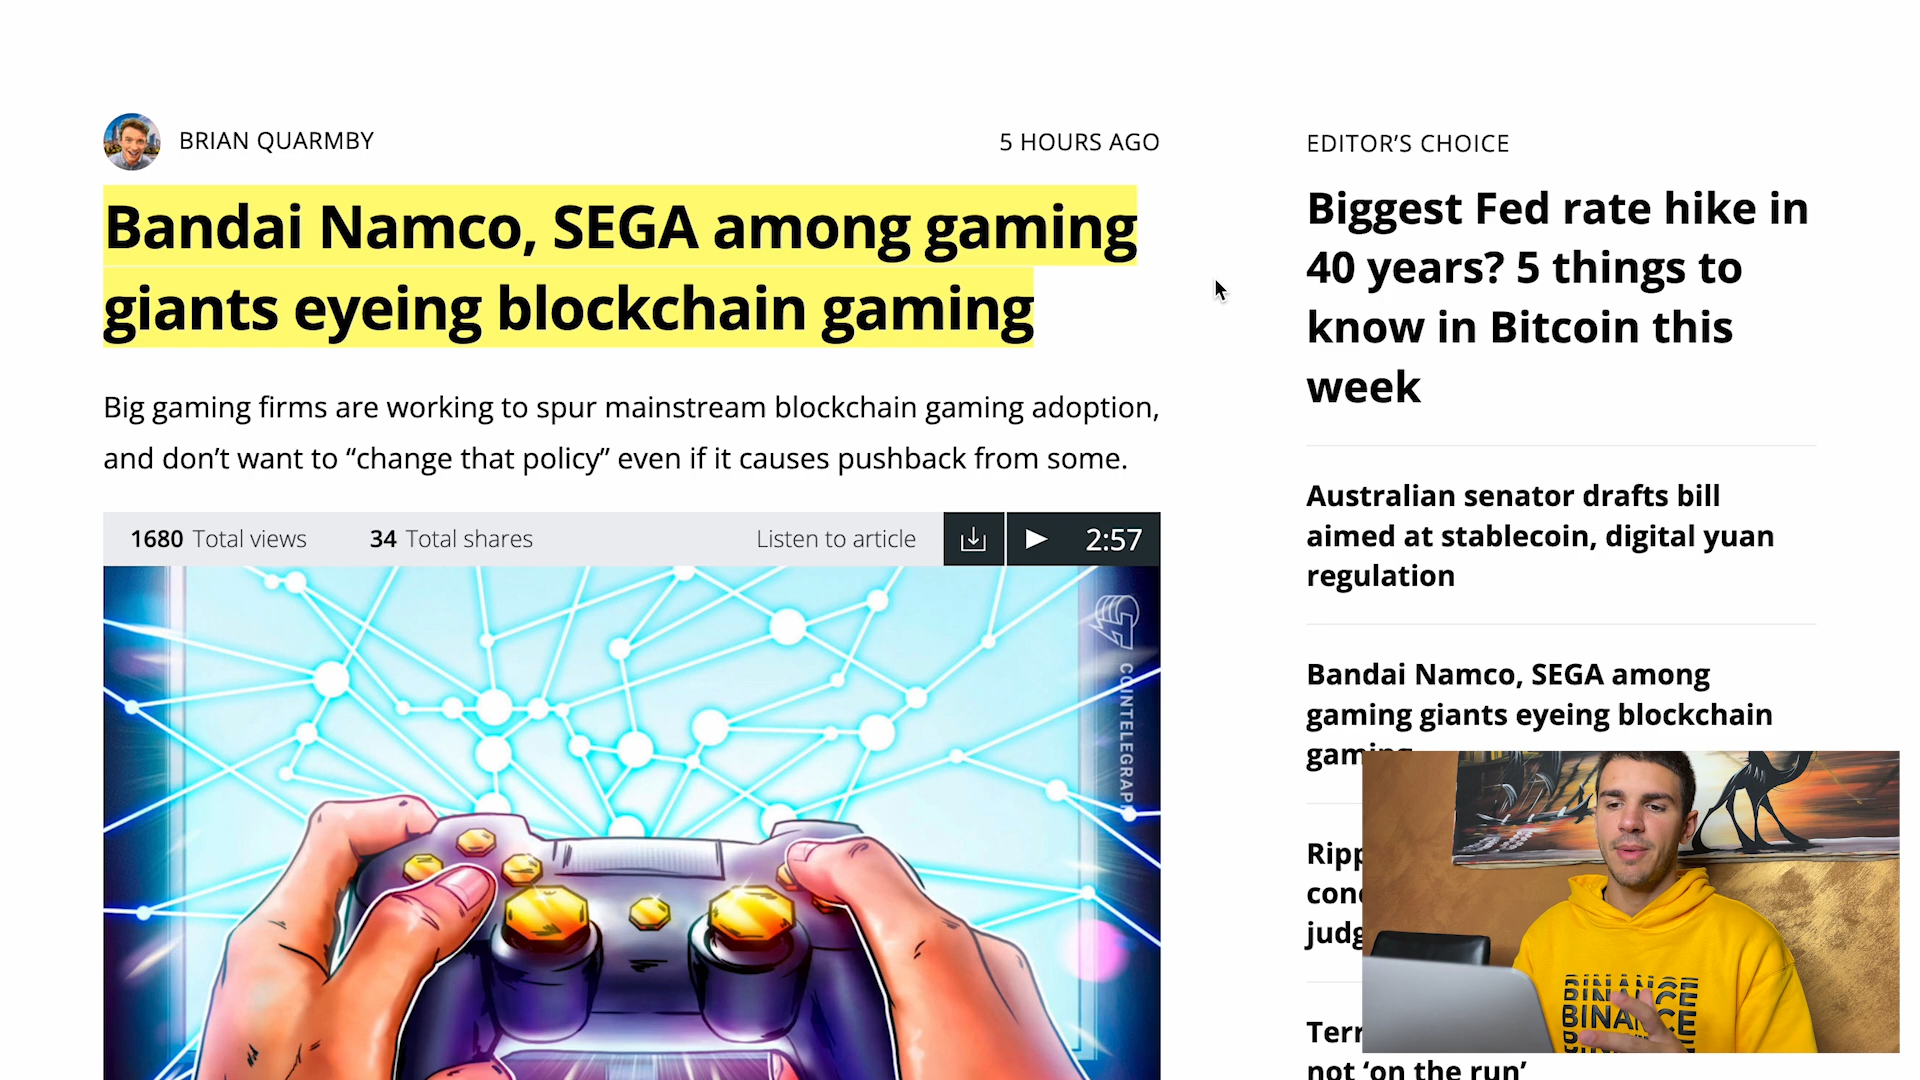 BRIAN QUARMBY
5 HOURS AGO
Bandai Namco, SEGA among gaming
giants eyeing blockchain gaming
Big gaming firms are working to spur mainstream blockchain gaming adoption,
and don’t want to “change that policy” even if it causes pushback from some.
1680 Total views
34 Total shares
Listen to article
2:57
COINTELEGRAPH
EDITOR’S CHOICE
Biggest Fed rate hike in
40 years? 5 things to
know in Bitcoin this
week
Australian senator drafts bill
aimed at stablecoin, digital yuan
regulation
Bandai Namco, SEGA among
gaming giants eyeing blockchain
gaming
not ‘on the run’
BINANCE
BINANCE